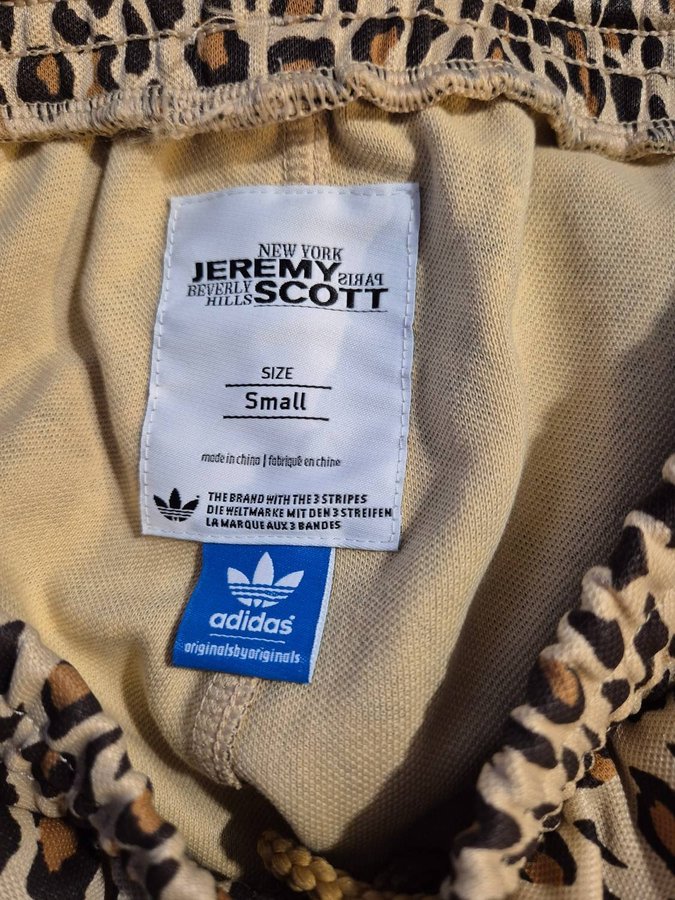 NEW YORK
JEREMY PARIS
BEVERLY HILLS SCOTT
SIZE
Small
made in china | fabriqué en chine
THE BRAND WITH THE 3 STRIPES
DIE WELTMARKE MIT DEN 3 STREIFEN
LA MARQUE AUX 3 BANDES
adidas
originalsbyoriginals